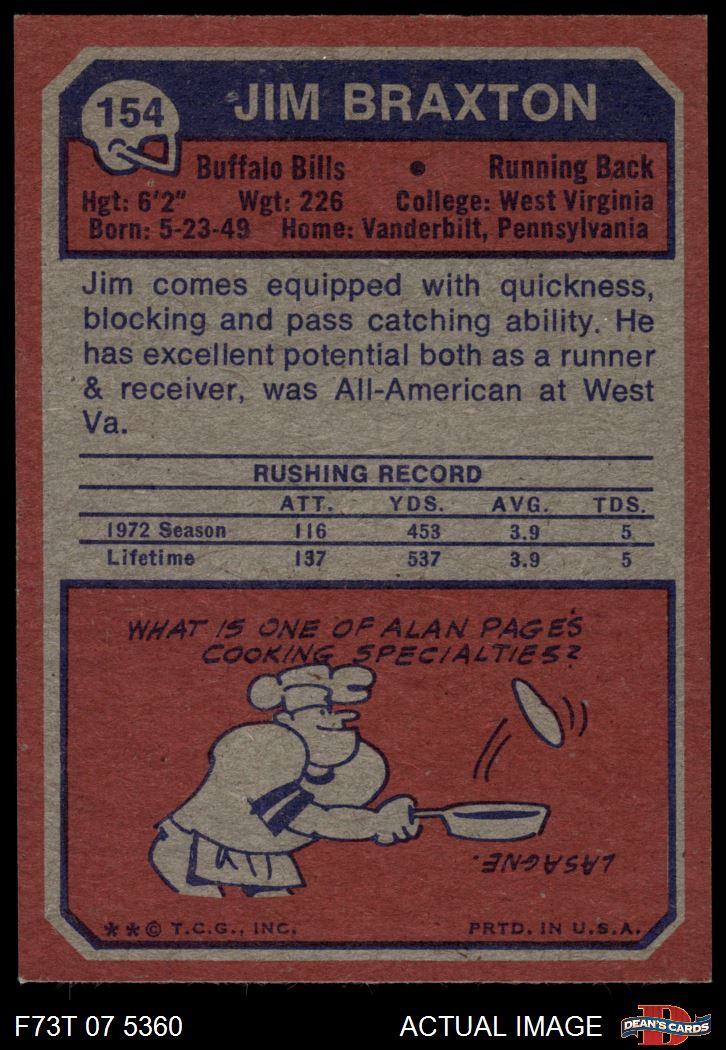 154
JIM BRAXTON
Buffalo Bills • Running Back
Hgt: 6'2" Wgt: 226 College: West Virginia
Born: 5-23-49 Home: Vanderbilt, Pennsylvania
Jim comes equipped with quickness,
blocking and pass catching ability. He
has excellent potential both as a runner
& receiver, was All-American at West
Va.
RUSHING RECORD
ATT. YDS. AVG. TDS.
1972 Season 116 453 3.9 5
Lifetime 137 537 3.9 5
WHAT IS ONE OF ALAN PAGE'S
COOKING SPECIALTIES?
LASAGNE.
**© T.C.G., INC. PRTD. IN U.S.A.
F73T 07 5360 ACTUAL IMAGE
D
DEAN'S CARDS